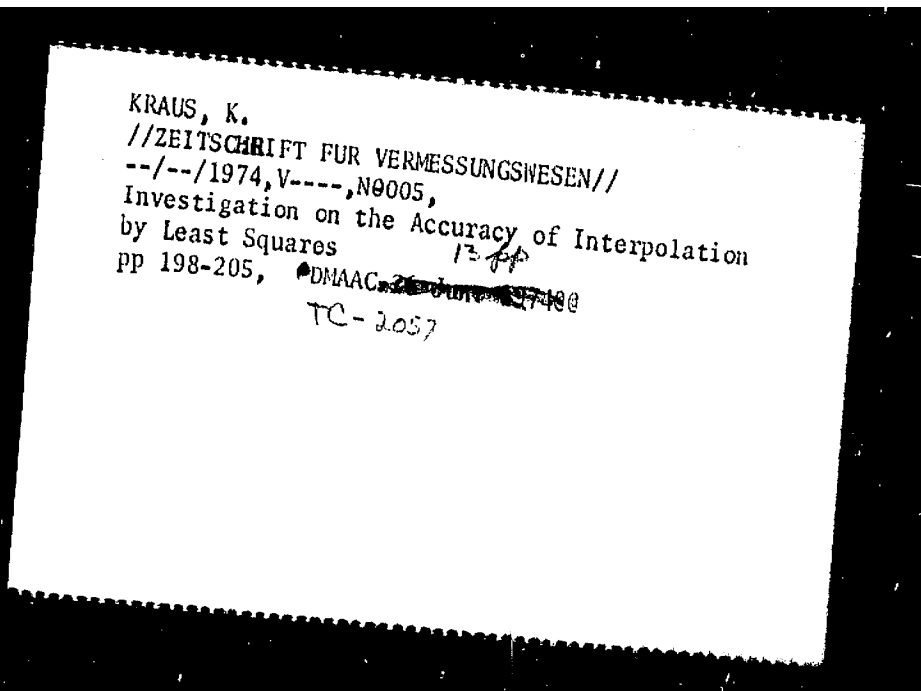 KRAUS, K.
//ZEITSCHRIFT FUR VERMESSUNGSWESEN//
--/--/1974,V----,N0005,
Investigation on the Accuracy of Interpolation
by Least Squares
13 pp
pp 198-205, DMAAC
TC-2057